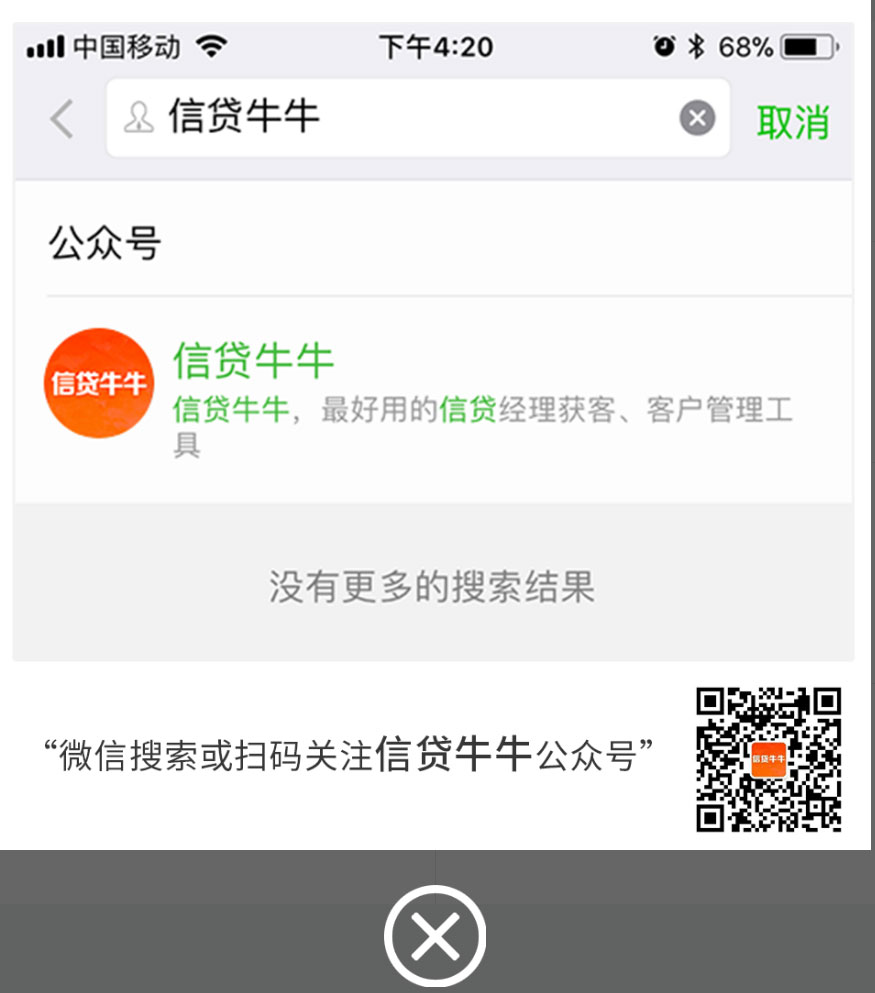 中国移动 下午4:20 68%
信贷牛牛 取消
公众号
信贷牛牛
信贷牛牛
信贷牛牛，最好用的信贷经理获客、客户管理工
具
没有更多的搜索结果
“微信搜索或扫码关注信贷牛牛公众号”
信贷牛牛